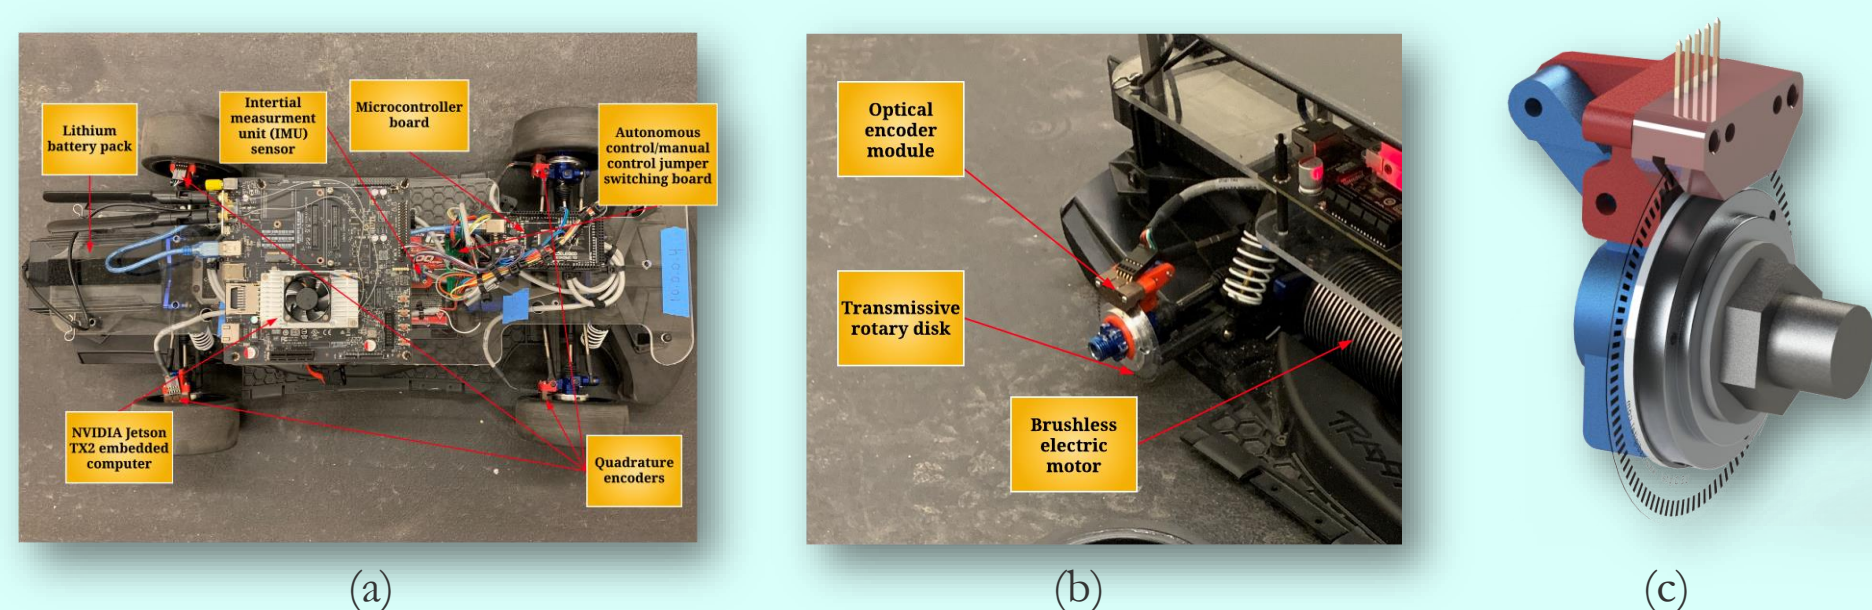 Lithium
battery pack
Intertial
measurment
unit (IMU)
sensor
Microcontroller
board
Autonomous
control/manual
control jumper
switching board
NVIDIA Jetson
TX2 embedded
computer
Quadrature
encoders
(a)
Optical
encoder
module
Transmissive
rotary disk
Brushless
electric
motor
(b)
(c)